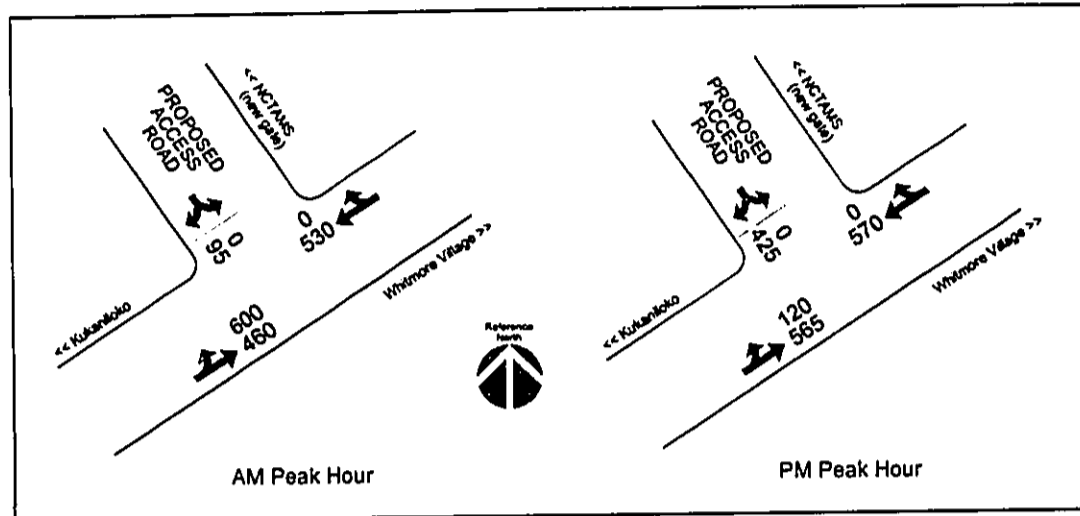 << NCTAMS
(new gate)
PROPOSED
ACCESS
ROAD
0
95
0
530
Whitmore Village >>
<< Kukaniloko
600
460
AM Peak Hour
Reference
North
<< NCTAMS
(new gate)
PROPOSED
ACCESS
ROAD
0
425
0
570
Whitmore Village >>
<< Kukaniloko
120
565
PM Peak Hour